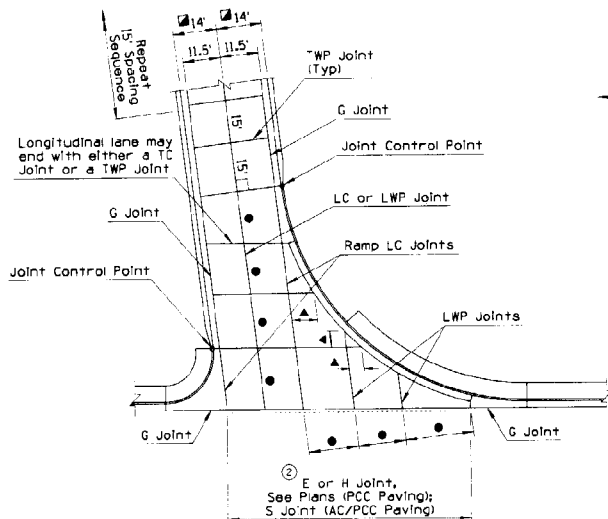 14' 14'
11.5' 11.5'
Repeat
15' Spacing
Sequence
TWP Joint
(Typ)
G Joint
15'
15'
Joint Control Point
Longitudinal lane may
end with either a TC
Joint or a TWP Joint
LC or LWP Joint
G Joint
Ramp LC Joints
Joint Control Point
LWP Joints
G Joint
G Joint
2
E or H Joint,
See Plans (PCC Paving);
S Joint (AC/PCC Paving)